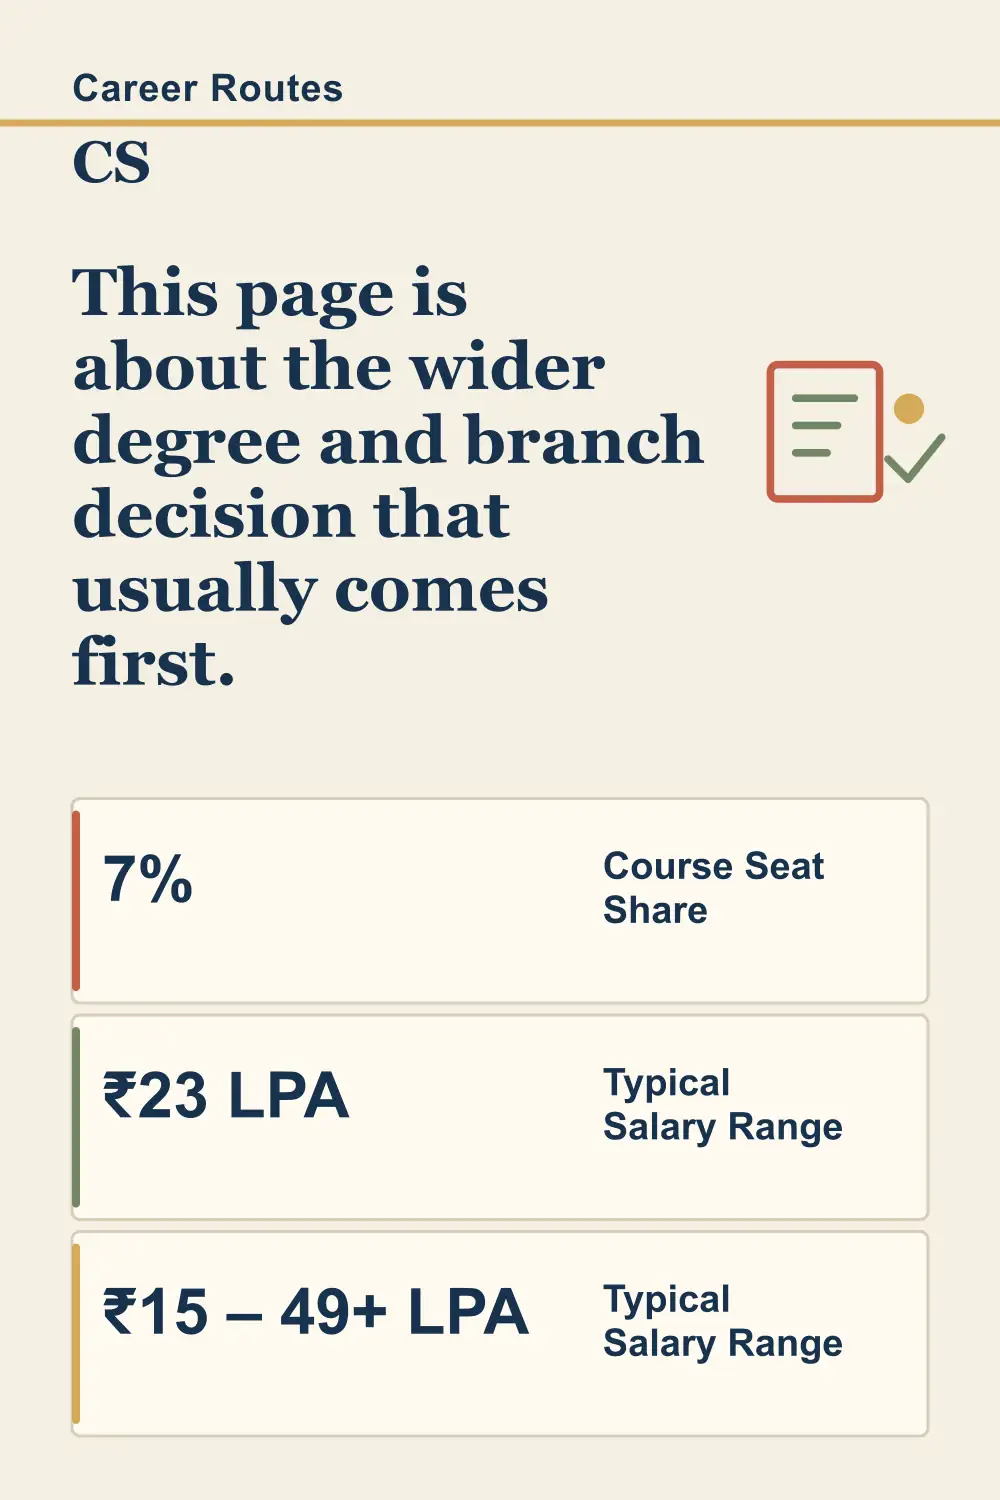 Career Routes
CS
This page is
about the wider
degree and branch
decision that
usually comes
first.
7%
Course Seat
Share
₹23 LPA
Typical
Salary Range
₹15 – 49+ LPA
Typical
Salary Range